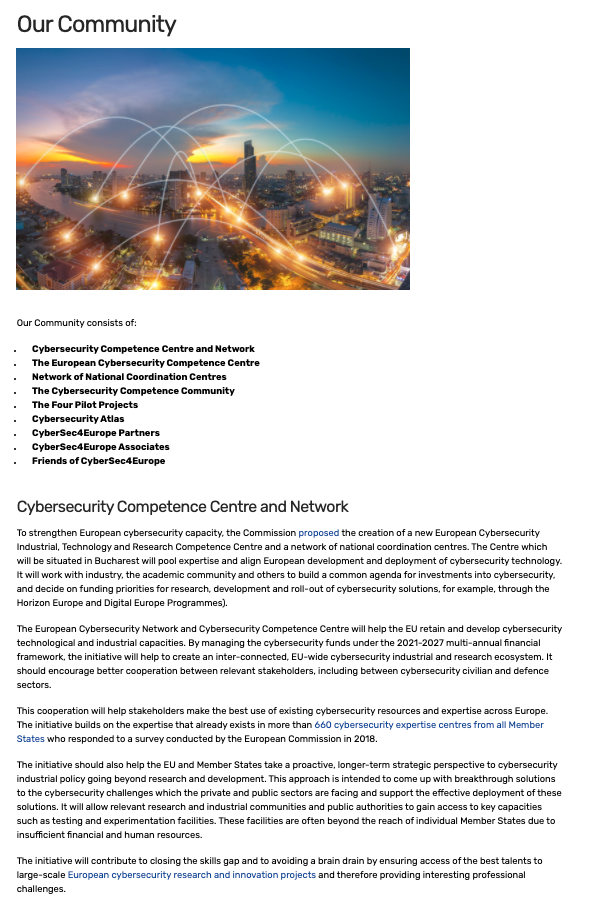 Our Community
Our Community consists of:
Cybersecurity Competence Centre and Network
The European Cybersecurity Competence Centre
Network of National Coordination Centres
The Cybersecurity Competence Community
The Four Pilot Projects
Cybersecurity Atlas
CyberSec4Europe Partners
CyberSec4Europe Associates
Friends of CyberSec4Europe
Cybersecurity Competence Centre and Network
To strengthen European cybersecurity capacity, the Commission proposed the creation of a new European Cybersecurity
Industrial, Technology and Research Competence Centre and a network of national coordination centres. The Centre which
will be situated in Bucharest will pool expertise and align European development and deployment of cybersecurity technology.
It will work with industry, the academic community and others to build a common agenda for investments into cybersecurity,
and decide on funding priorities for research, development and roll-out of cybersecurity solutions, for example, through the
Horizon Europe and Digital Europe Programmes).
The European Cybersecurity Network and Cybersecurity Competence Centre will help the EU retain and develop cybersecurity
technological and industrial capacities. By managing the cybersecurity funds under the 2021-2027 multi-annual financial
framework, the initiative will help to create an inter-connected, EU-wide cybersecurity industrial and research ecosystem. It
should encourage better cooperation between relevant stakeholders, including between cybersecurity civilian and defence
sectors.
This cooperation will help stakeholders make the best use of existing cybersecurity resources and expertise across Europe.
The initiative builds on the expertise that already exists in more than 660 cybersecurity expertise centres from all Member
States who responded to a survey conducted by the European Commission in 2018.
The initiative should also help the EU and Member States take a proactive, longer-term strategic perspective to cybersecurity
industrial policy going beyond research and development. This approach is intended to come up with breakthrough solutions
to the cybersecurity challenges which the private and public sectors are facing and support the effective deployment of these
solutions. It will allow relevant research and industrial communities and public authorities to gain access to key capacities
such as testing and experimentation facilities. These facilities are often beyond the reach of individual Member States due to
insufficient financial and human resources.
The initiative will contribute to closing the skills gap and to avoiding a brain drain by ensuring access of the best talents to
large-scale European cybersecurity research and innovation projects and therefore providing interesting professional
challenges.